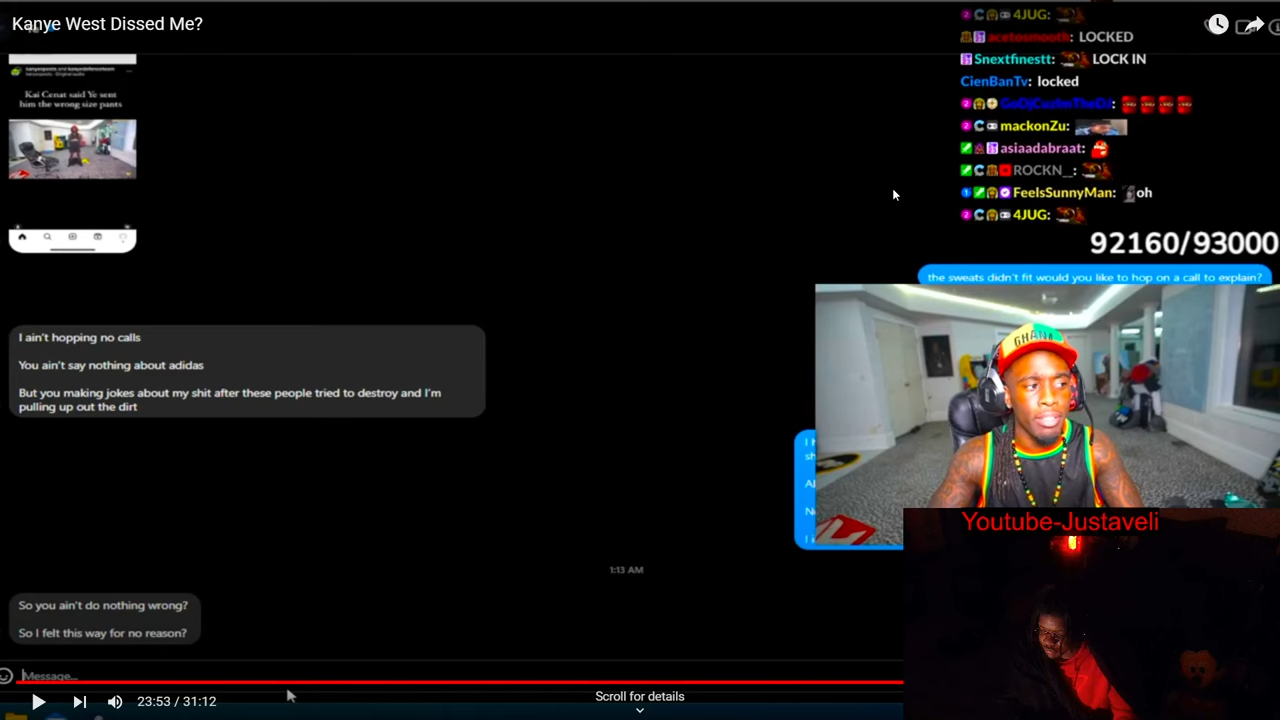 Kanye West Dissed Me?
4JUG:
acetosmooth: LOCKED
Snextfinestt: LOCK IN
CienBanTv: locked
GoDjCuzImTheDJ:
mackonZu:
asiaadabraat:
ROCKN__:
FeelsSunnyMan: oh
4JUG:
92160/93000
Kai Cenat said Ye sent
him the wrong size pants
the sweats didn't fit would you like to hop on a call to explain?
I ain't hopping no calls
You ain't say nothing about adidas
But you making jokes about my shit after these people tried to destroy and I'm
pulling up out the dirt
GHANA
Youtube-Justaveli
1:13 AM
So you ain't do nothing wrong?
So I felt this way for no reason?
Message...
23:53 / 31:12
Scroll for details